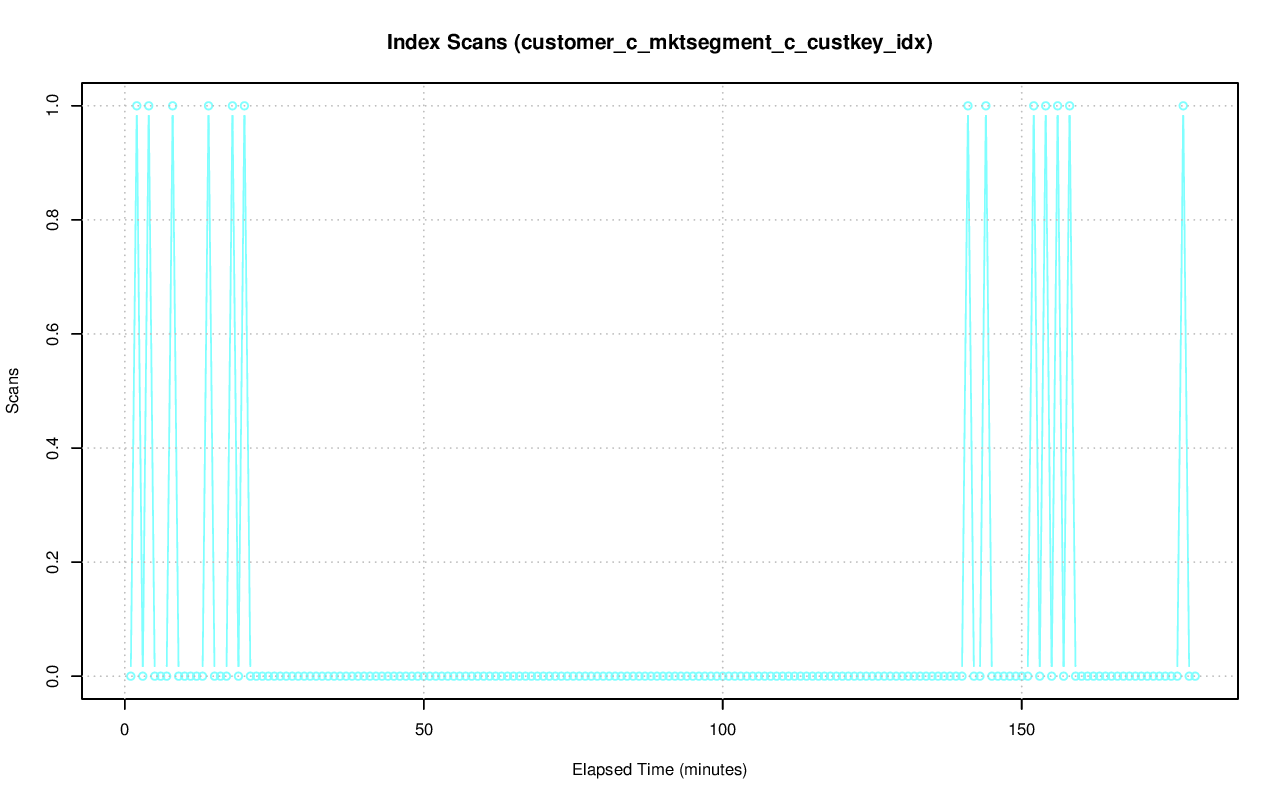 Index Scans (customer_c_mktsegment_c_custkey_idx)
1.0
0.8
0.6
0.4
0.2
0.0
Scans
0 50 100 150
Elapsed Time (minutes)